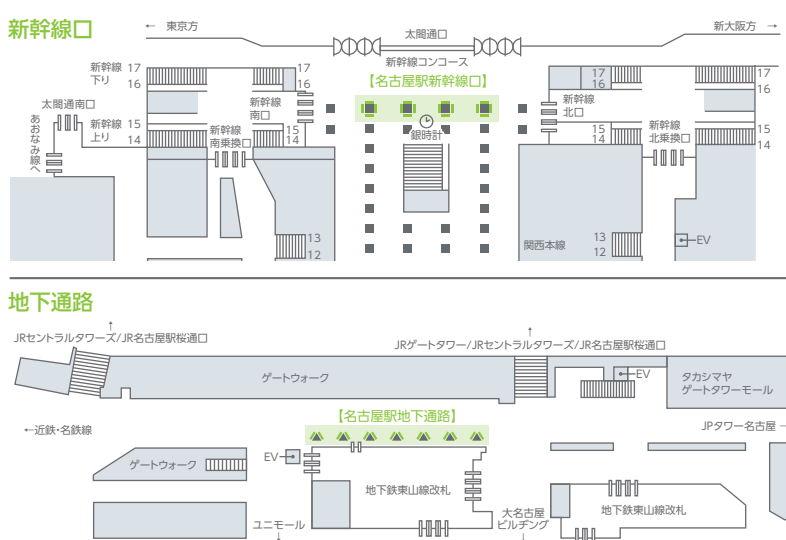 新幹線口
← 東京方
太閤通口
新大阪方 →
新幹線コンコース
【名古屋駅新幹線口】
新幹線
下り
17
16
17
16
17
16
17
16
太閤通南口
新幹線
南口
新幹線
北口
あおなみ線へ
新幹線
上り
15
14
新幹線
南乗換口
15
14
銀時計
15
14
新幹線
北乗換口
15
14
13
12
関西本線
13
12
EV
地下通路
↑
JRセントラルタワーズ/JR名古屋駅桜通口
↑
JRゲートタワー/JRセントラルタワーズ/JR名古屋駅桜通口
ゲートウォーク
EV
タカシマヤ
ゲートタワーモール
【名古屋駅地下通路】
←近鉄・名鉄線
JPタワー名古屋
ゲートウォーク
EV
地下鉄東山線改札
地下鉄東山線改札
ユニモール
↓
大名古屋
ビルヂング
↓